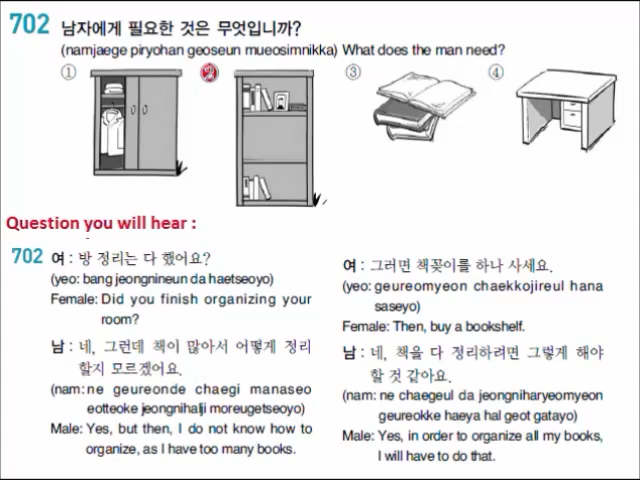 702 남자에게 필요한 것은 무엇입니까?
(namjaege piryohan geoseun mueosimnikka) What does the man need?
① ② ③ ④
Question you will hear :
702 여 : 방 정리는 다 했어요?
(yeo: bang jeongnineun da haetseoyo)
Female: Did you finish organizing your
room?
남 : 네, 그런데 책이 많아서 어떻게 정리
할지 모르겠어요.
(nam: ne geureonde chaegi manaseo
eotteoke jeongnihalji moreugetseoyo)
Male: Yes, but then, I do not know how to
organize, as I have too many books.
여 : 그러면 책꽂이를 하나 사세요.
(yeo: geureomyeon chaekkojireul hana
saseyo)
Female: Then, buy a bookshelf.
남 : 네, 책을 다 정리하려면 그렇게 해야
할 것 같아요.
(nam: ne chaegeul da jeongniharyeomyeon
geureokke haeya hal geot gatayo)
Male: Yes, in order to organize all my books,
I will have to do that.